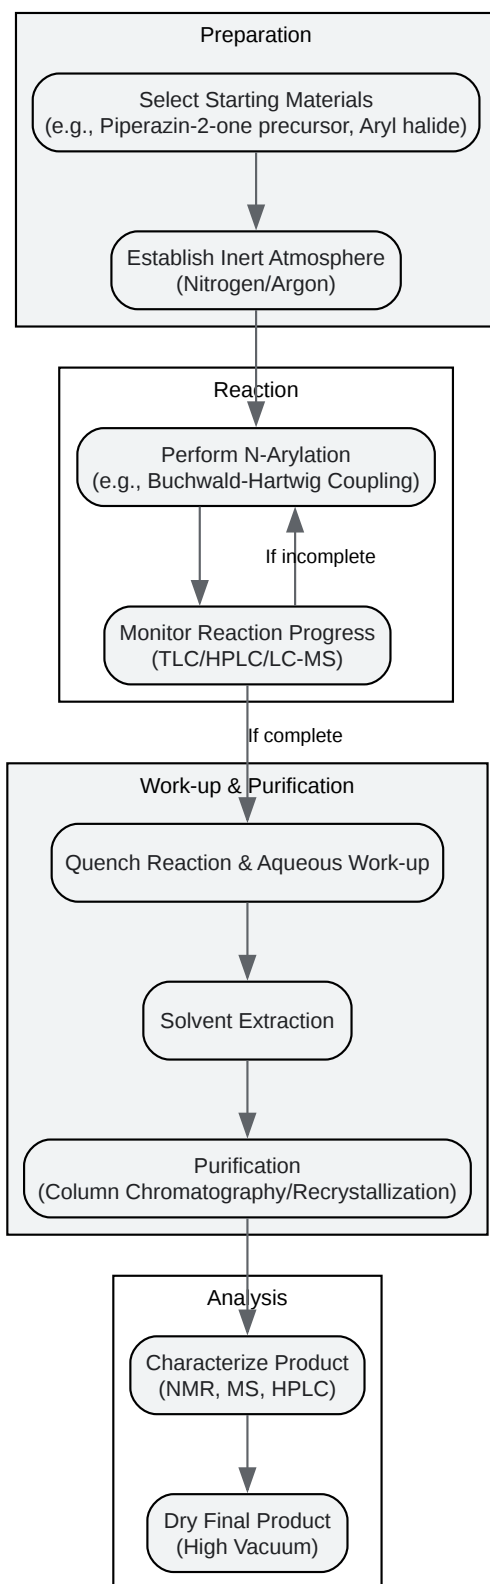 Preparation
Select Starting Materials
(e.g., Piperazin-2-one precursor, Aryl halide)
Establish Inert Atmosphere
(Nitrogen/Argon)
Reaction
Perform N-Arylation
(e.g., Buchwald-Hartwig Coupling)
If incomplete
Monitor Reaction Progress
(TLC/HPLC/LC-MS)
If complete
Work-up & Purification
Quench Reaction & Aqueous Work-up
Solvent Extraction
Purification
(Column Chromatography/Recrystallization)
Analysis
Characterize Product
(NMR, MS, HPLC)
Dry Final Product
(High Vacuum)